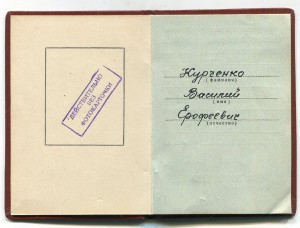 ДЕЙСТВИТЕЛЬНО
БЕЗ
ФОТОКАРТОЧКИ
Курченко
(фамилия)
Василий
(имя)
Ерофеевич
(отчество)